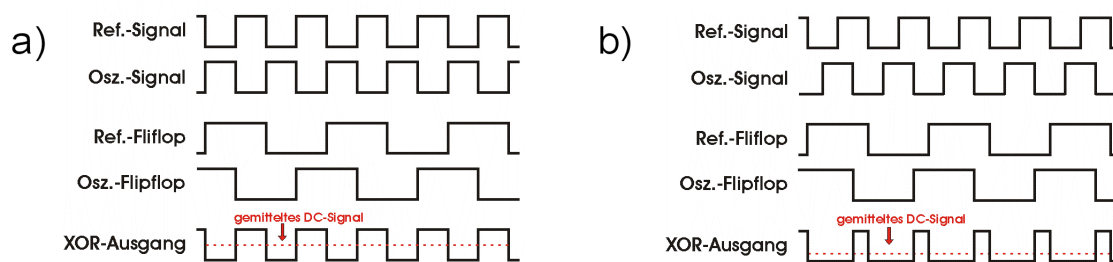 a)
Ref.-Signal
Osz.-Signal
Ref.-Fliflop
Osz.-Flipflop
gemitteltes DC-Signal
XOR-Ausgang
b)
Ref.-Signal
Osz.-Signal
Ref.-Fliflop
Osz.-Flipflop
gemitteltes DC-Signal
XOR-Ausgang